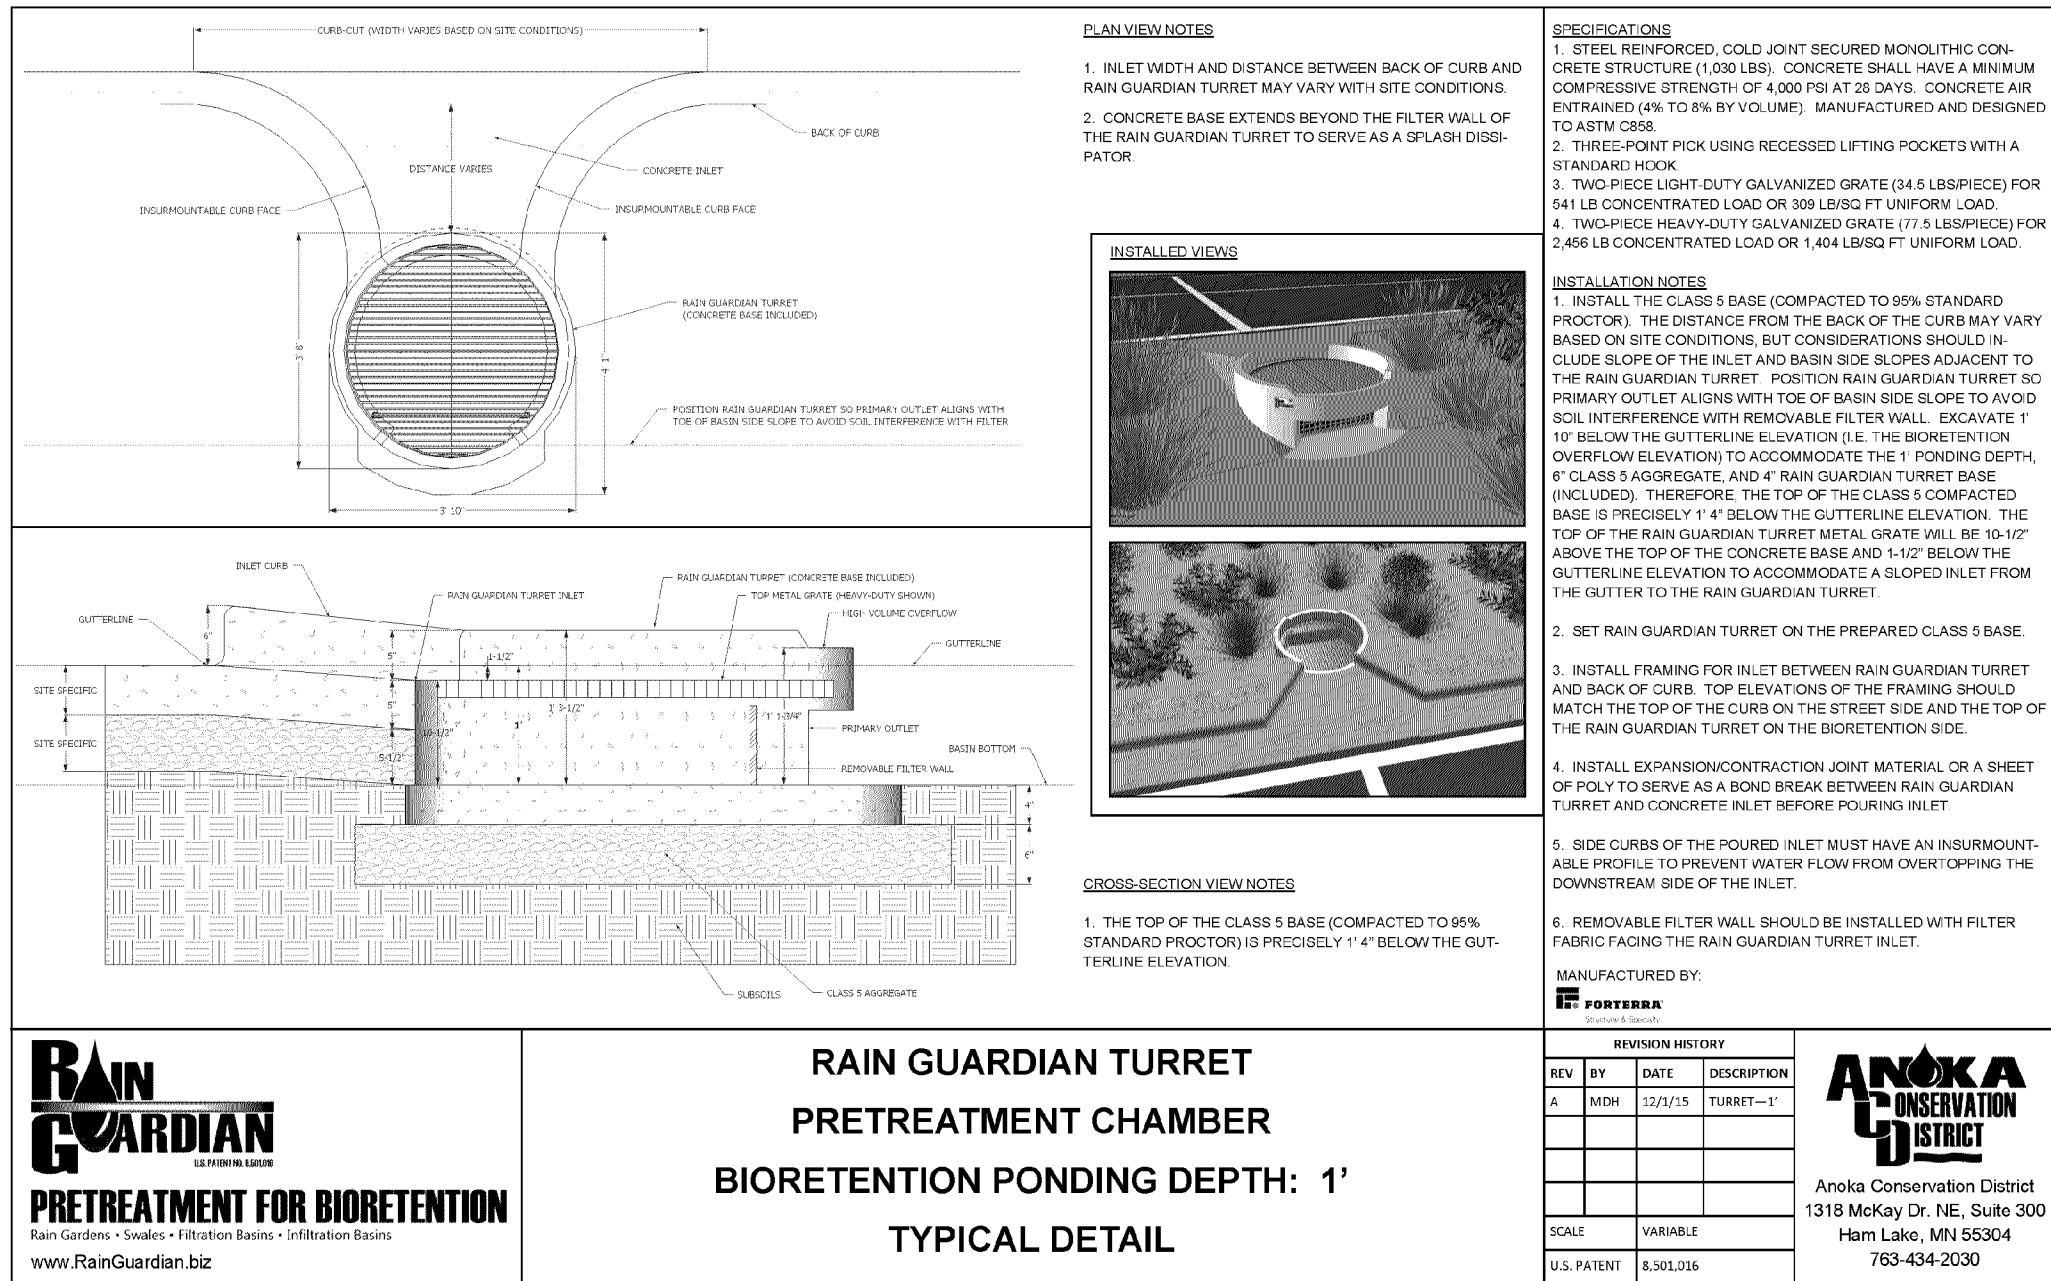 CURB-CUT (WIDTH VARIES BASED ON SITE CONDITIONS)
BACK OF CURB
DISTANCE VARIES
CONCRETE INLET
INSURMOUNTABLE CURB FACE
INSURMOUNTABLE CURB FACE
RAIN GUARDIAN TURRET
(CONCRETE BASE INCLUDED)
3' 8"
4' 1"
POSITION RAIN GUARDIAN TURRET SO PRIMARY OUTLET ALIGNS WITH
TOE OF BASIN SIDE SLOPE TO AVOID SOIL INTERFERENCE WITH FILTER
3' 10"
INLET CURB
RAIN GUARDIAN TURRET (CONCRETE BASE INCLUDED)
RAIN GUARDIAN TURRET INLET
TOP METAL GRATE (HEAVY-DUTY SHOWN)
HIGH VOLUME OVERFLOW
GUTTERLINE
6"
GUTTERLINE
5"
1-1/2"
SITE SPECIFIC
5"
1' 3-1/2"
1' 1-3/4"
10-1/2"
1'
PRIMARY OUTLET
SITE SPECIFIC
5-1/2"
BASIN BOTTOM
REMOVABLE FILTER WALL
4"
6"
SUBSOILS
CLASS 5 AGGREGATE
PLAN VIEW NOTES
1. INLET WIDTH AND DISTANCE BETWEEN BACK OF CURB AND
RAIN GUARDIAN TURRET MAY VARY WITH SITE CONDITIONS.
2. CONCRETE BASE EXTENDS BEYOND THE FILTER WALL OF
THE RAIN GUARDIAN TURRET TO SERVE AS A SPLASH DISSI-
PATOR.
INSTALLED VIEWS
CROSS-SECTION VIEW NOTES
1. THE TOP OF THE CLASS 5 BASE (COMPACTED TO 95%
STANDARD PROCTOR) IS PRECISELY 1' 4" BELOW THE GUT-
TERLINE ELEVATION.
SPECIFICATIONS
1. STEEL REINFORCED, COLD JOINT SECURED MONOLITHIC CON-
CRETE STRUCTURE (1,030 LBS). CONCRETE SHALL HAVE A MINIMUM
COMPRESSIVE STRENGTH OF 4,000 PSI AT 28 DAYS. CONCRETE AIR
ENTRAINED (4% TO 8% BY VOLUME). MANUFACTURED AND DESIGNED
TO ASTM C858.
2. THREE-POINT PICK USING RECESSED LIFTING POCKETS WITH A
STANDARD HOOK.
3. TWO-PIECE LIGHT-DUTY GALVANIZED GRATE (34.5 LBS/PIECE) FOR
541 LB CONCENTRATED LOAD OR 309 LB/SQ FT UNIFORM LOAD.
4. TWO-PIECE HEAVY-DUTY GALVANIZED GRATE (77.5 LBS/PIECE) FOR
2,456 LB CONCENTRATED LOAD OR 1,404 LB/SQ FT UNIFORM LOAD.
INSTALLATION NOTES
1. INSTALL THE CLASS 5 BASE (COMPACTED TO 95% STANDARD
PROCTOR). THE DISTANCE FROM THE BACK OF THE CURB MAY VARY
BASED ON SITE CONDITIONS, BUT CONSIDERATIONS SHOULD IN-
CLUDE SLOPE OF THE INLET AND BASIN SIDE SLOPES ADJACENT TO
THE RAIN GUARDIAN TURRET. POSITION RAIN GUARDIAN TURRET SO
PRIMARY OUTLET ALIGNS WITH TOE OF BASIN SIDE SLOPE TO AVOID
SOIL INTERFERENCE WITH REMOVABLE FILTER WALL. EXCAVATE 1'
10" BELOW THE GUTTERLINE ELEVATION (I.E. THE BIORETENTION
OVERFLOW ELEVATION) TO ACCOMMODATE THE 1' PONDING DEPTH,
6" CLASS 5 AGGREGATE, AND 4" RAIN GUARDIAN TURRET BASE
(INCLUDED). THEREFORE, THE TOP OF THE CLASS 5 COMPACTED
BASE IS PRECISELY 1' 4" BELOW THE GUTTERLINE ELEVATION. THE
TOP OF THE RAIN GUARDIAN TURRET METAL GRATE WILL BE 10-1/2"
ABOVE THE TOP OF THE CONCRETE BASE AND 1-1/2" BELOW THE
GUTTERLINE ELEVATION TO ACCOMMODATE A SLOPED INLET FROM
THE GUTTER TO THE RAIN GUARDIAN TURRET.
2. SET RAIN GUARDIAN TURRET ON THE PREPARED CLASS 5 BASE.
3. INSTALL FRAMING FOR INLET BETWEEN RAIN GUARDIAN TURRET
AND BACK OF CURB. TOP ELEVATIONS OF THE FRAMING SHOULD
MATCH THE TOP OF THE CURB ON THE STREET SIDE AND THE TOP OF
THE RAIN GUARDIAN TURRET ON THE BIORETENTION SIDE.
4. INSTALL EXPANSION/CONTRACTION JOINT MATERIAL OR A SHEET
OF POLY TO SERVE AS A BOND BREAK BETWEEN RAIN GUARDIAN
TURRET AND CONCRETE INLET BEFORE POURING INLET.
5. SIDE CURBS OF THE POURED INLET MUST HAVE AN INSURMOUNT-
ABLE PROFILE TO PREVENT WATER FLOW FROM OVERTOPPING THE
DOWNSTREAM SIDE OF THE INLET.
6. REMOVABLE FILTER WALL SHOULD BE INSTALLED WITH FILTER
FABRIC FACING THE RAIN GUARDIAN TURRET INLET.
MANUFACTURED BY:
FORTERRA
Structural & Specialty
RAIN
GUARDIAN
U.S. PATENT NO. 8,501,016
PRETREATMENT FOR BIORETENTION
Rain Gardens • Swales • Filtration Basins • Infiltration Basins
www.RainGuardian.biz
RAIN GUARDIAN TURRET
PRETREATMENT CHAMBER
BIORETENTION PONDING DEPTH: 1'
TYPICAL DETAIL
REVISION HISTORY
REV BY DATE DESCRIPTION
A MDH 12/1/15 TURRET—1'
SCALE VARIABLE
U.S. PATENT 8,501,016
ANOKA
CONSERVATION
DISTRICT
Anoka Conservation District
1318 McKay Dr. NE, Suite 300
Ham Lake, MN 55304
763-434-2030